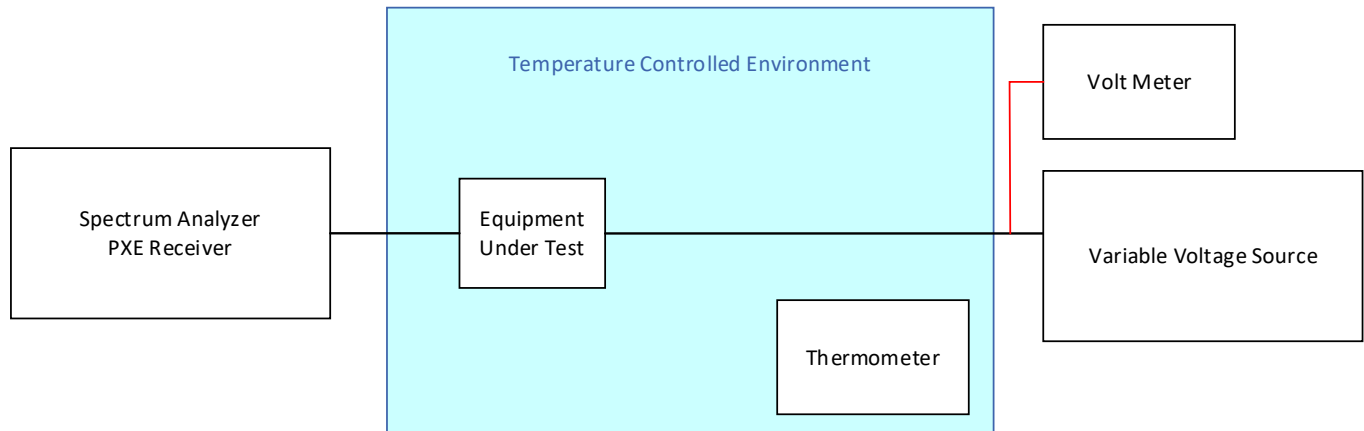 Temperature Controlled Environment
Volt Meter
Spectrum Analyzer
PXE Receiver
Equipment
Under Test
Variable Voltage Source
Thermometer